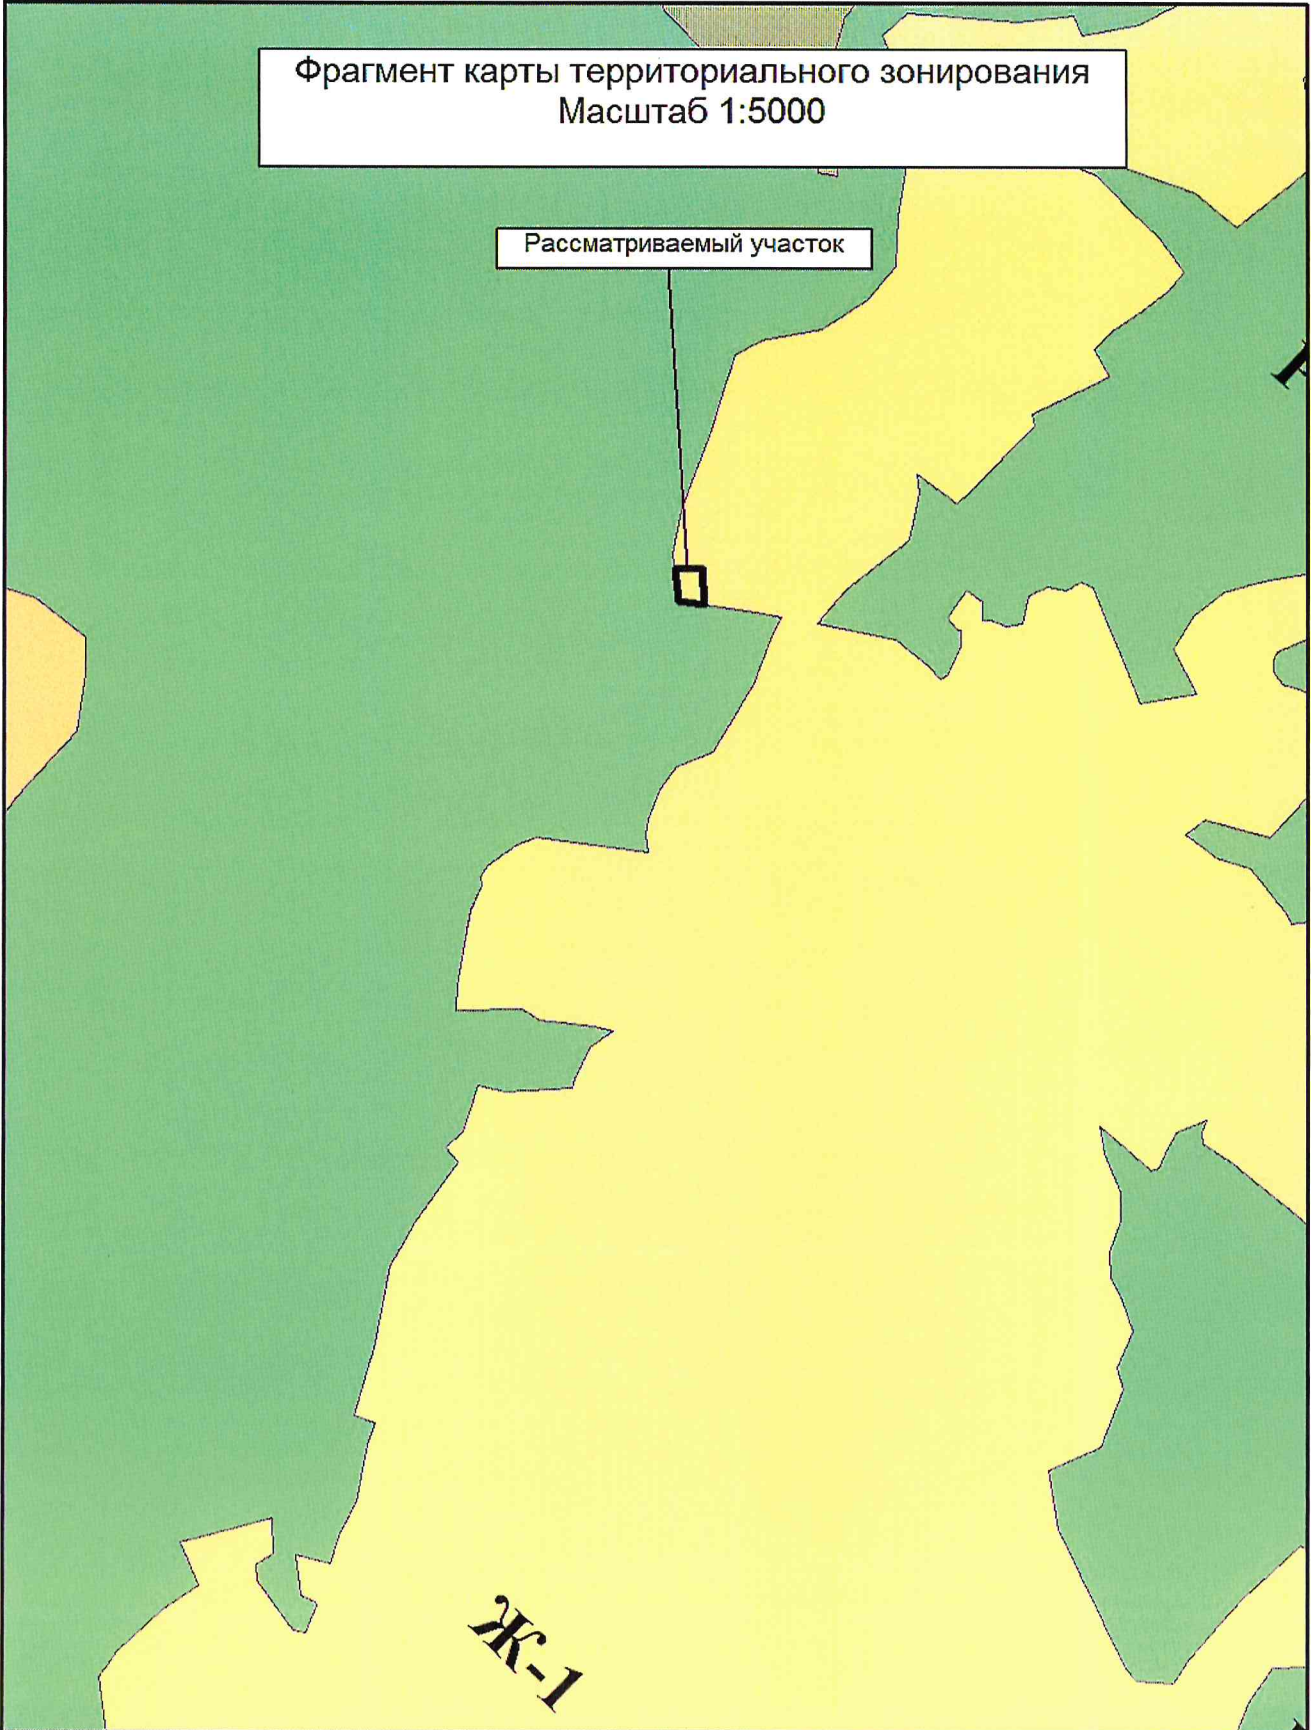 Фрагмент карты территориального зонирования
Масштаб 1:5000
Рассматриваемый участок
Ж-1